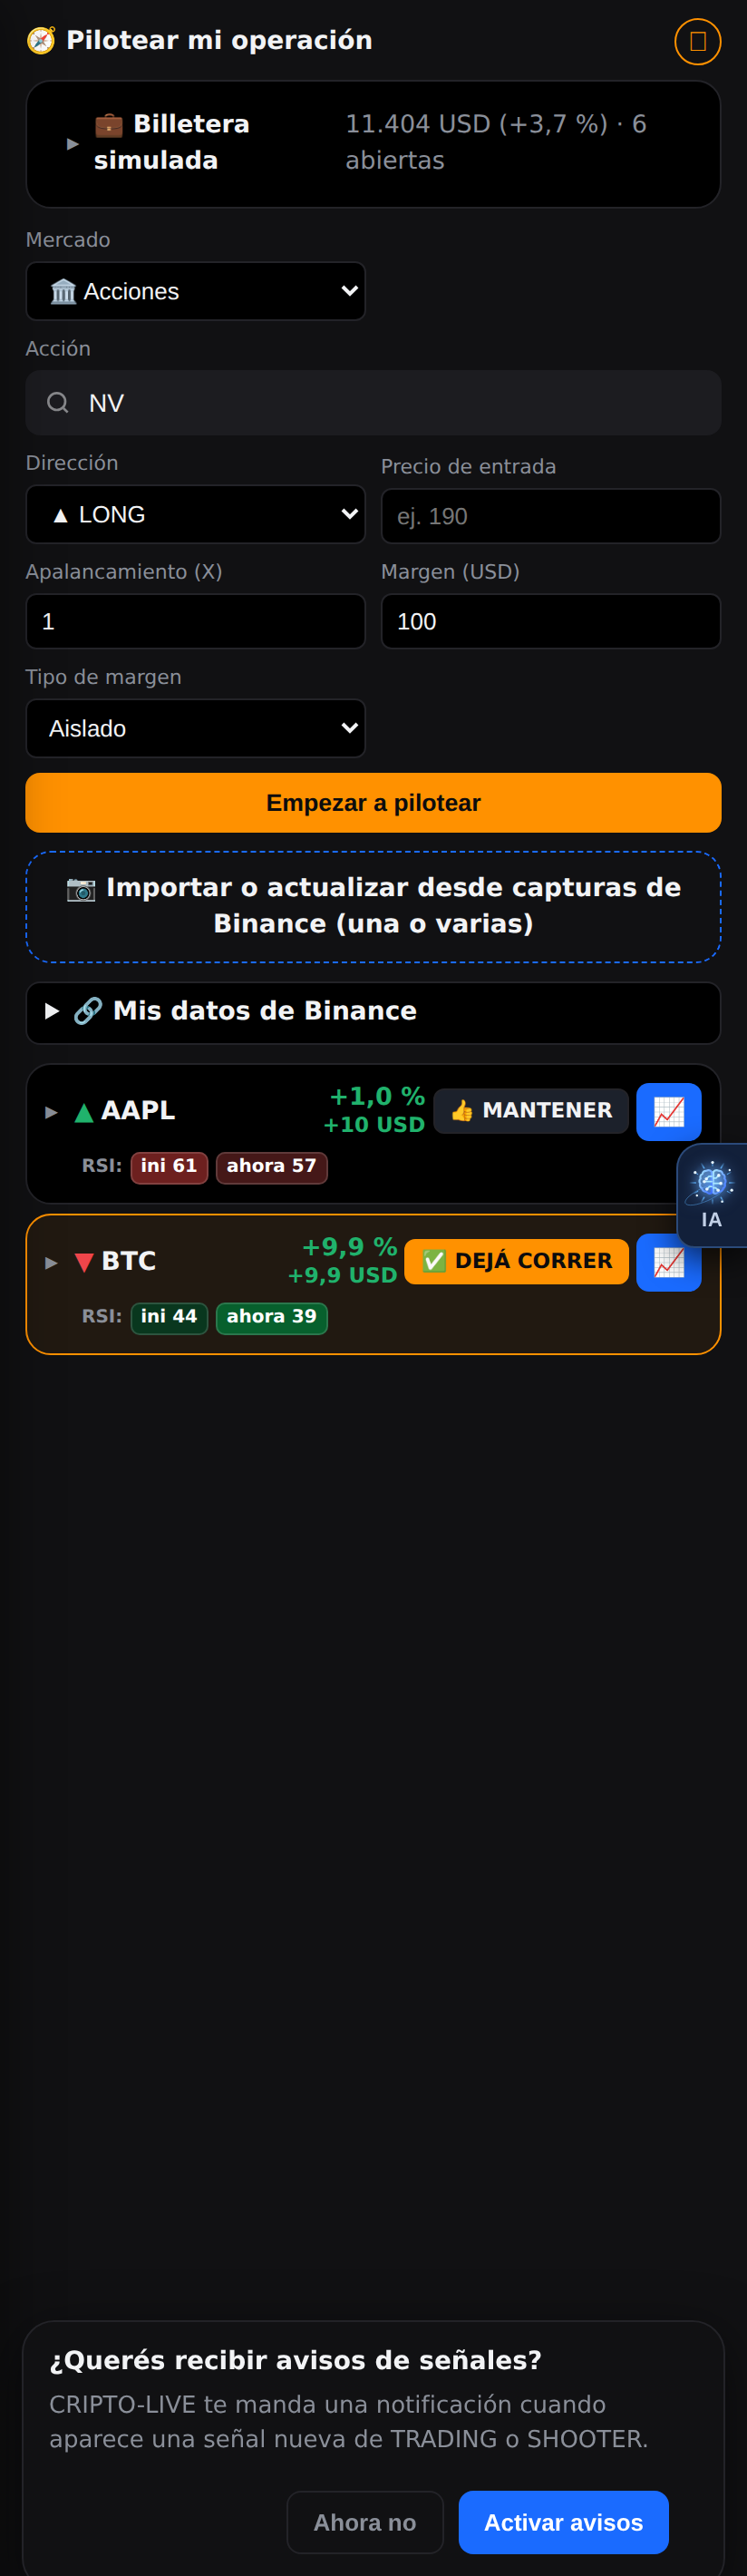 Pilotear mi operación
Billetera simulada
11.404 USD (+3,7 %) · 6 abiertas
Mercado
Acciones
Acción
NV
Dirección
Precio de entrada
▲ LONG
ej. 190
Apalancamiento (X)
Margen (USD)
1
100
Tipo de margen
Aislado
Empezar a pilotear
Importar o actualizar desde capturas de
Binance (una o varias)
Mis datos de Binance
AAPL
+1,0 %
+10 USD
MANTENER
RSI: ini 61 ahora 57
IA
BTC
+9,9 %
+9,9 USD
DEJÁ CORRER
RSI: ini 44 ahora 39
¿Querés recibir avisos de señales?
CRIPTO-LIVE te manda una notificación cuando
aparece una señal nueva de TRADING o SHOOTER.
Ahora no
Activar avisos